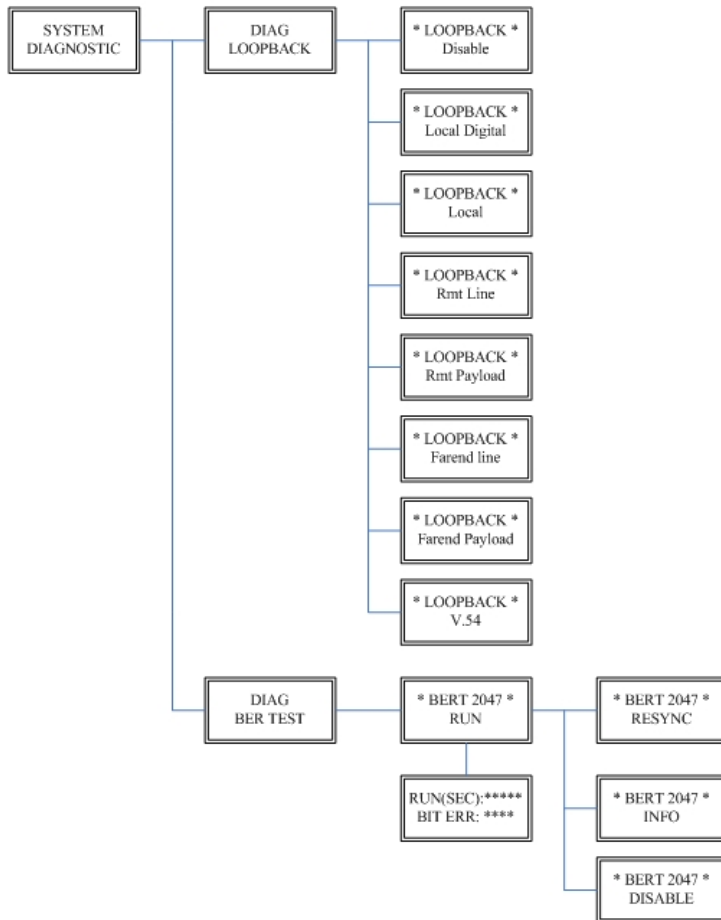 SYSTEM
DIAGNOSTIC
DIAG
LOOPBACK
* LOOPBACK *
Disable
* LOOPBACK *
Local Digital
* LOOPBACK *
Local
* LOOPBACK *
Rmt Line
* LOOPBACK *
Rmt Payload
* LOOPBACK *
Farend line
* LOOPBACK *
Farend Payload
* LOOPBACK *
V.54
DIAG
BER TEST
* BERT 2047 *
RUN
* BERT 2047 *
RESYNC
RUN(SEC):*****
BIT ERR: ****
* BERT 2047 *
INFO
* BERT 2047 *
DISABLE